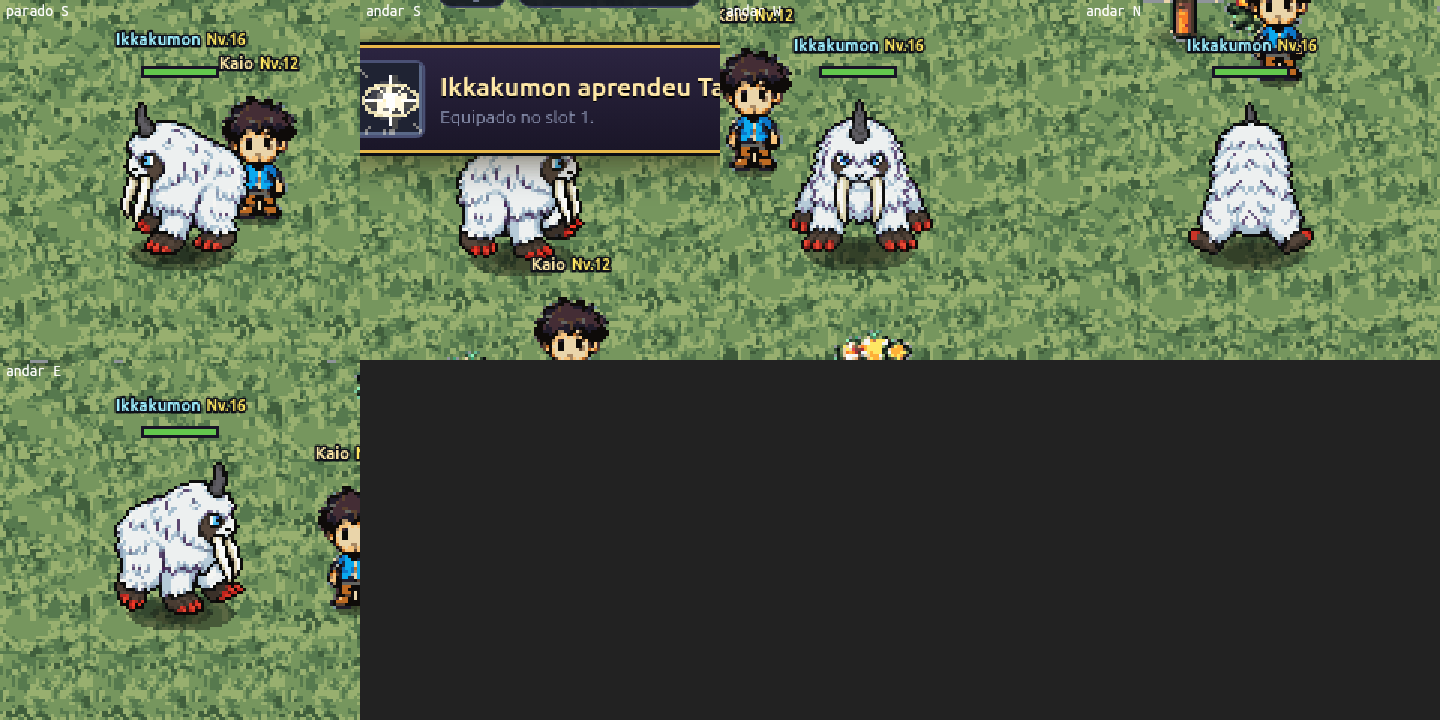 parado S
Ikkakumon Nv.16
Kaio Nv.12
andar S
Ikkakumon aprendeu Ta
Equipado no slot 1.
Kaio Nv.12
Kaio Nv.12
Ikkakumon Nv.16
andar N
Ikkakumon Nv.16
andar E
Ikkakumon Nv.16
Kaio N